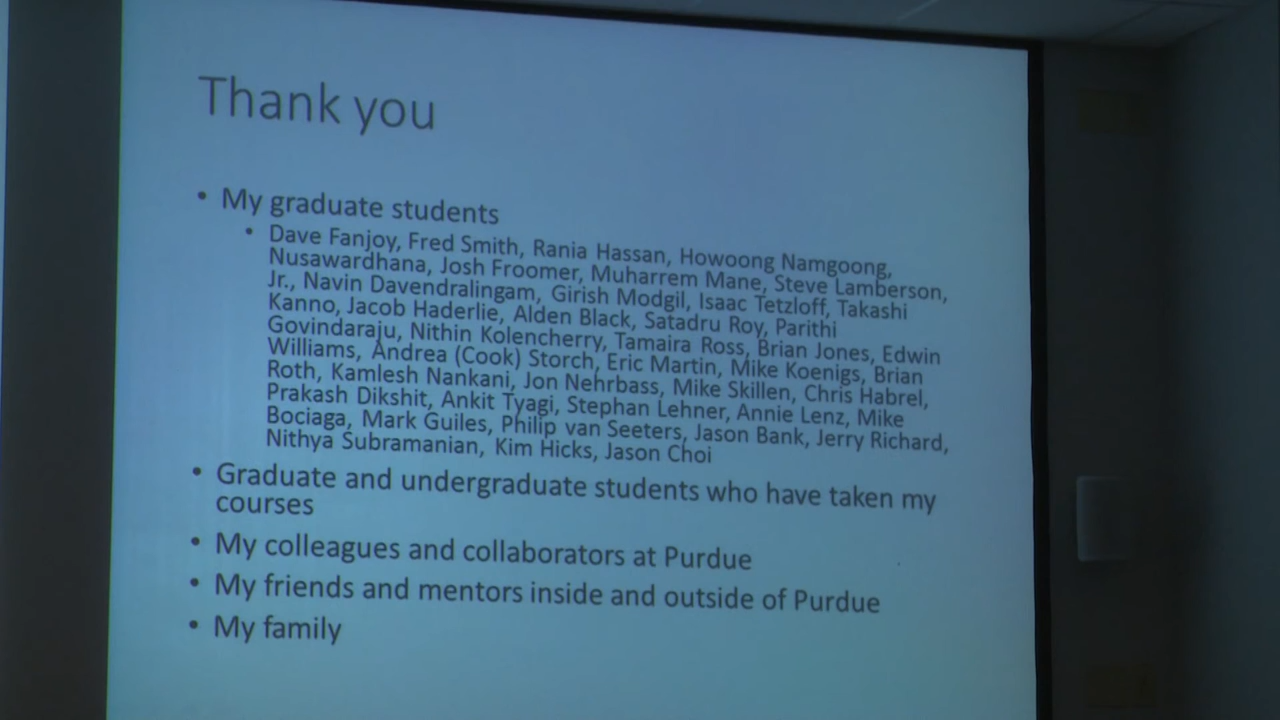 Thank you
• My graduate students
• Dave Fanjoy, Fred Smith, Rania Hassan, Howoong Namgoong,
Nusawardhana, Josh Froomer, Muharrem Mane, Steve Lamberson,
Jr., Navin Davendralingam, Girish Modgil, Isaac Tetzloff, Takashi
Kanno, Jacob Haderlie, Alden Black, Satadru Roy, Parithi
Govindaraju, Nithin Kolencherry, Tamaira Ross, Brian Jones, Edwin
Williams, Andrea (Cook) Storch, Eric Martin, Mike Koenigs, Brian
Roth, Kamlesh Nankani, Jon Nehrbass, Mike Skillen, Chris Habrel,
Prakash Dikshit, Ankit Tyagi, Stephan Lehner, Annie Lenz, Mike
Bociaga, Mark Guiles, Philip van Seeters, Jason Bank, Jerry Richard,
Nithya Subramanian, Kim Hicks, Jason Choi
• Graduate and undergraduate students who have taken my
courses
• My colleagues and collaborators at Purdue
• My friends and mentors inside and outside of Purdue
• My family